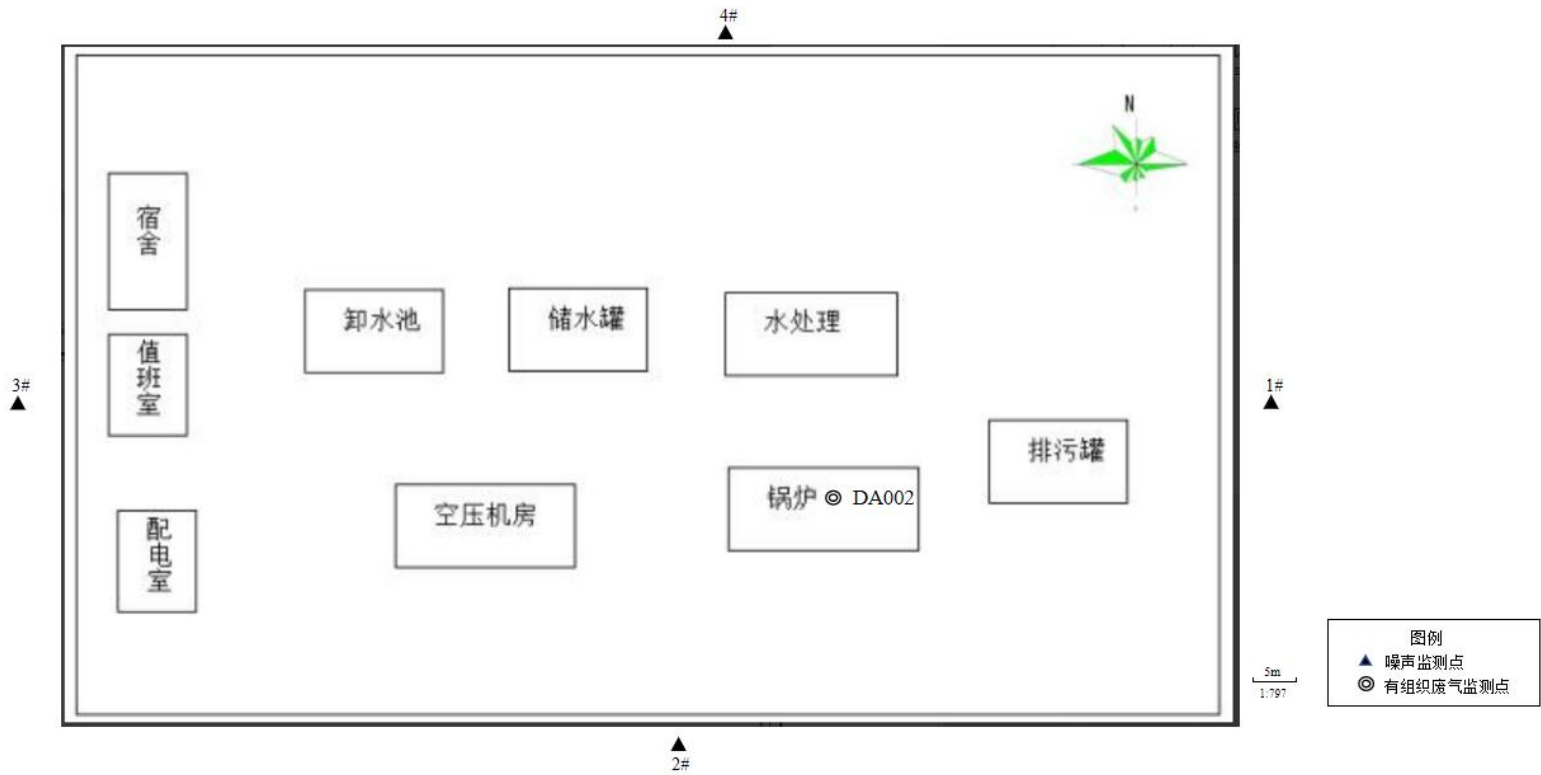 4#
N
宿舍
卸水池
储水罐
水处理
值班室
3#
1#
排污罐
锅炉 DA002
空压机房
配电室
图例
噪声监测点
有组织废气监测点
5m
1:797
2#